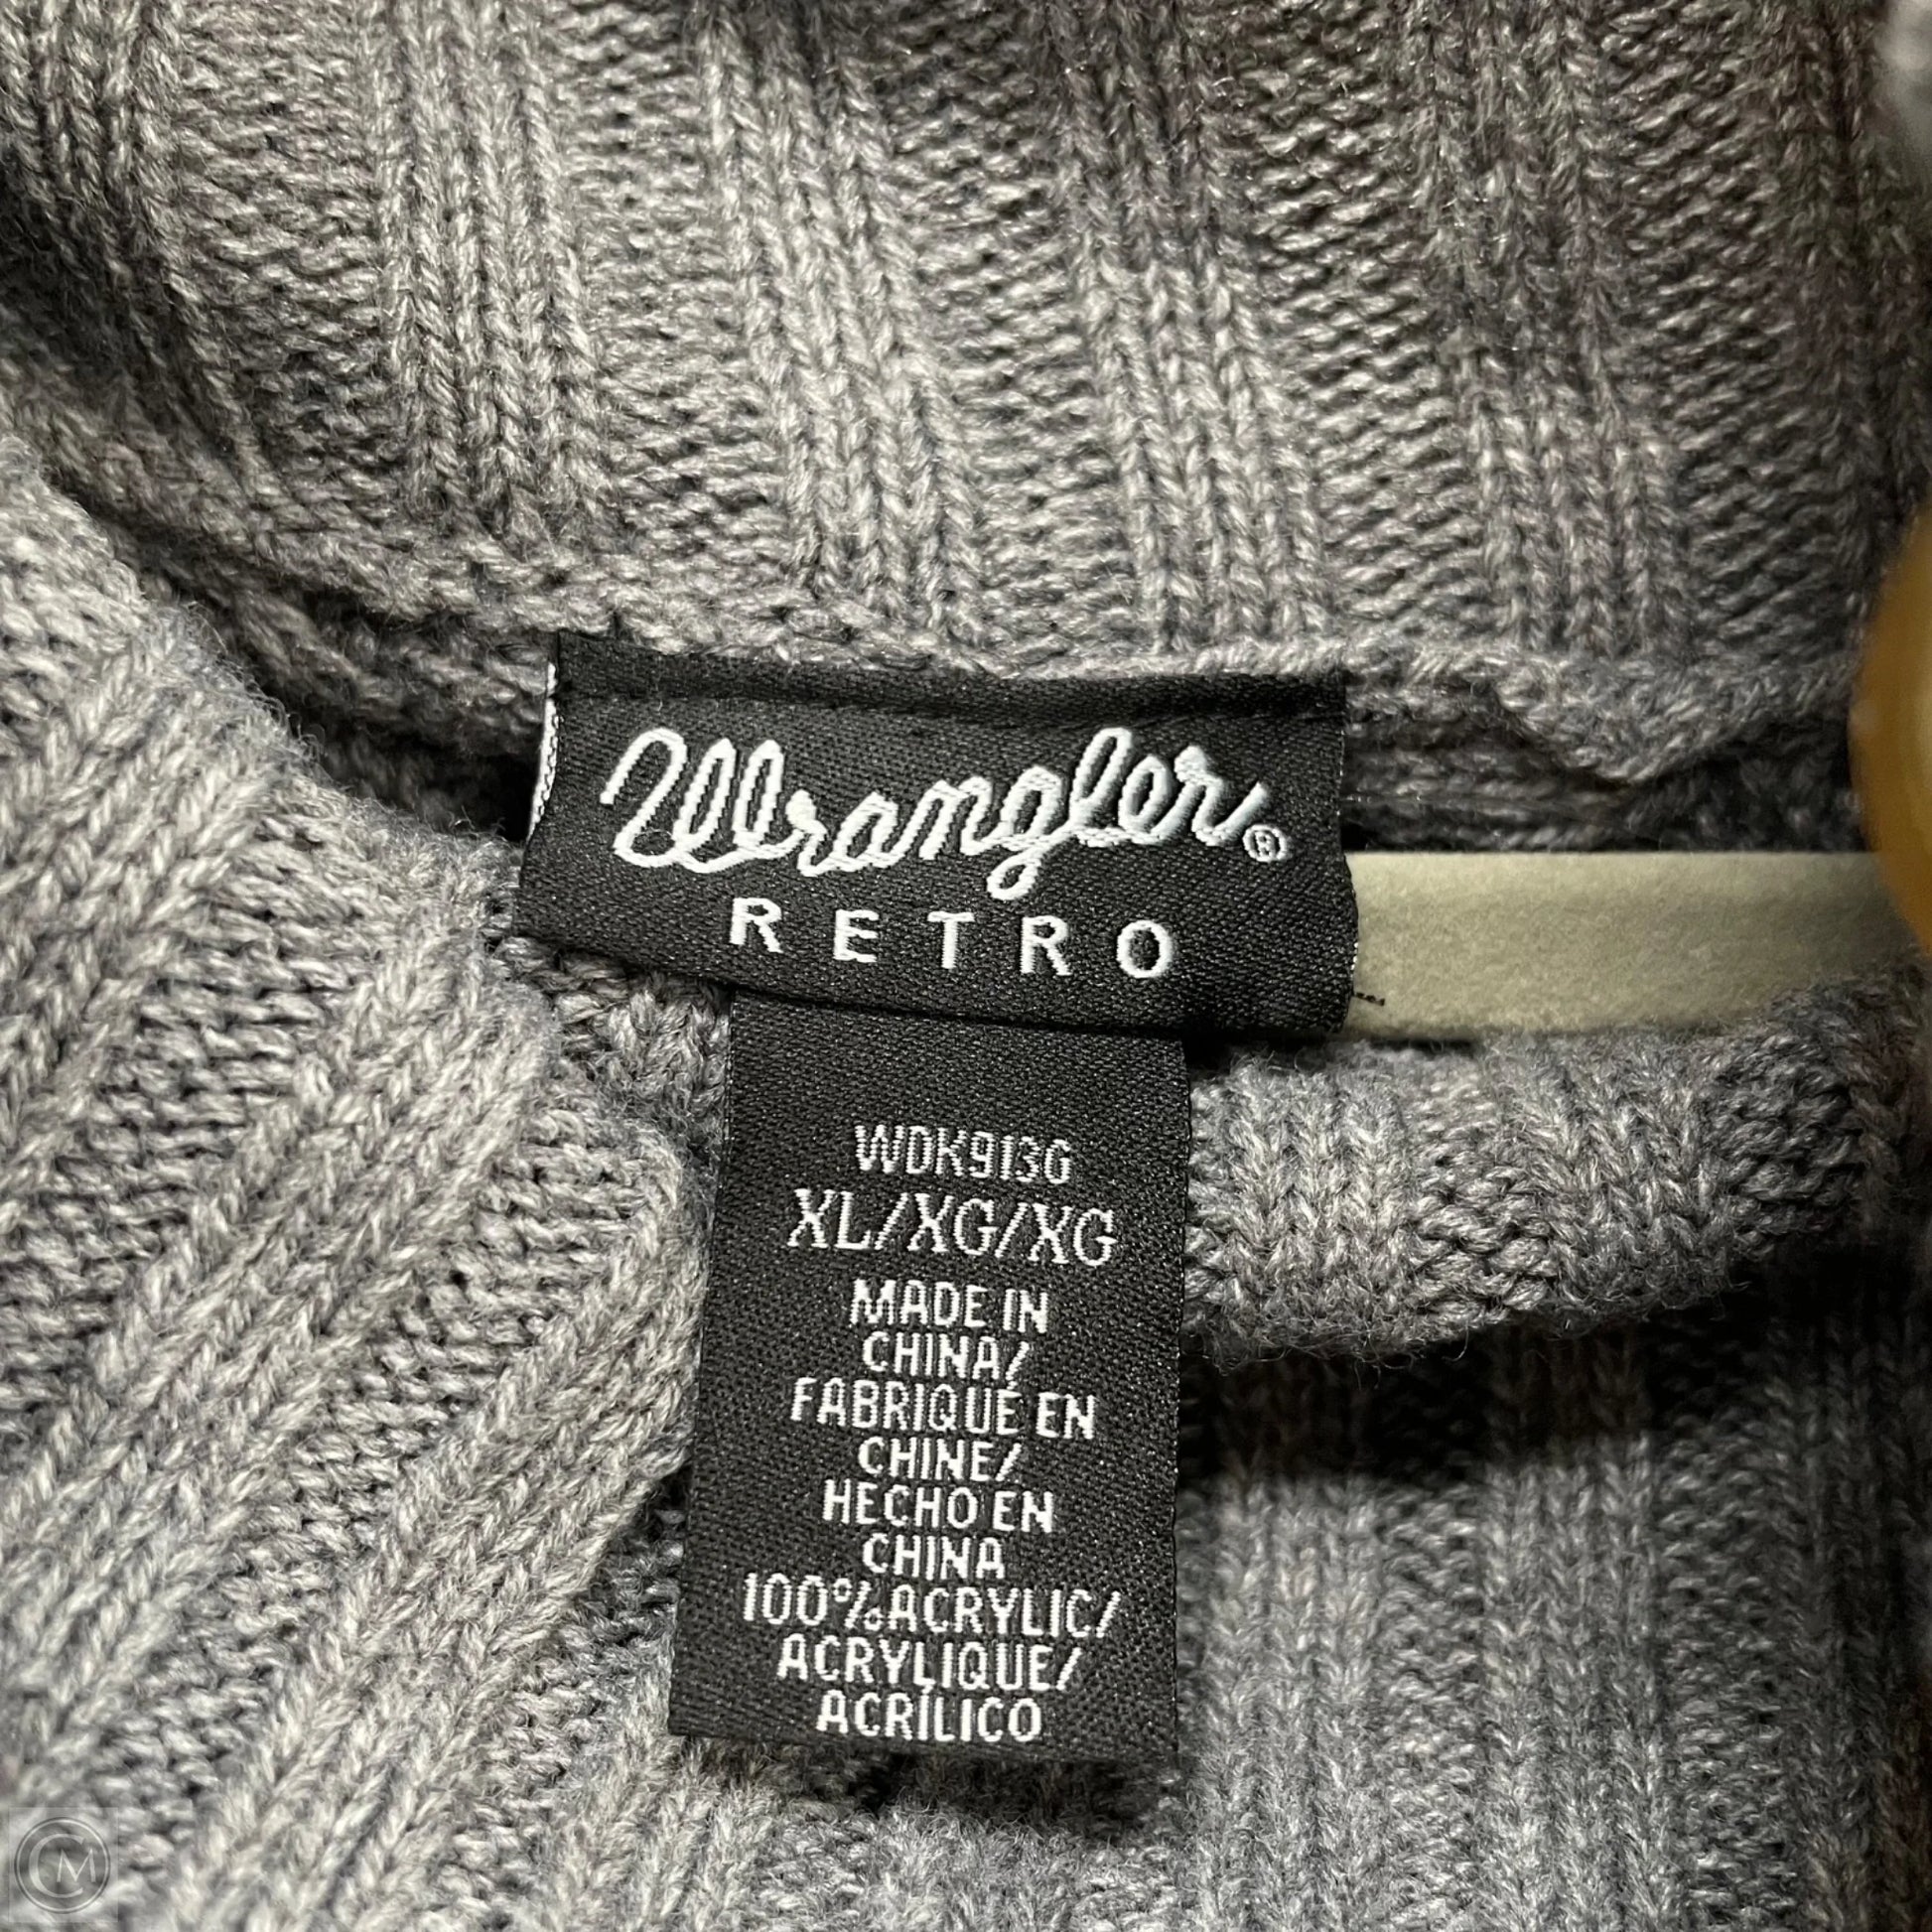 Wrangler®
RETRO
WDK913G
XL/XG/XG
MADE IN
CHINA/
FABRIQUÉ EN
CHINE/
HECHO EN
CHINA
100%ACRYLIC/
ACRYLIQUE/
ACRÍLICO
CM